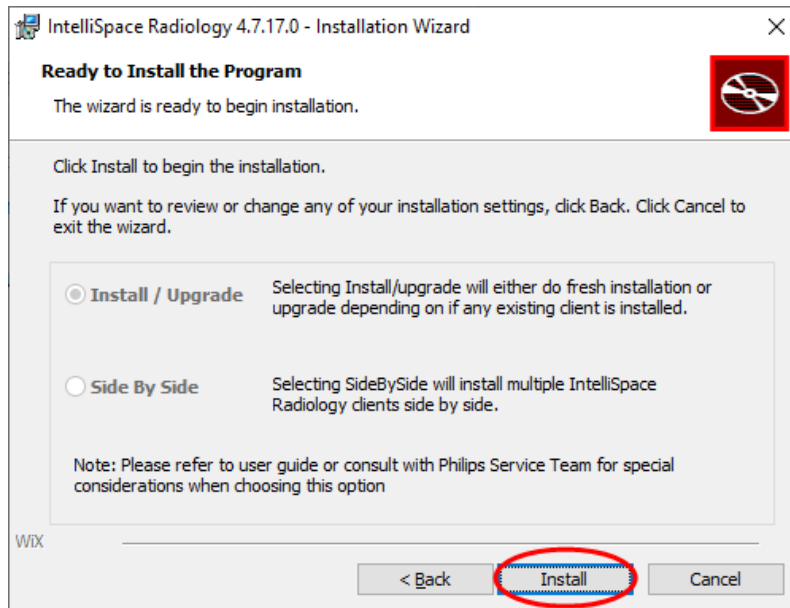 IntelliSpace Radiology 4.7.17.0 - Installation Wizard
Ready to Install the Program
The wizard is ready to begin installation.
Click Install to begin the installation.
If you want to review or change any of your installation settings, click Back. Click Cancel to
exit the wizard.
Install / Upgrade
Selecting Install/upgrade will either do fresh installation or
upgrade depending on if any existing client is installed.
Side By Side
Selecting SideBySide will install multiple IntelliSpace
Radiology clients side by side.
Note: Please refer to user guide or consult with Philips Service Team for special
considerations when choosing this option
WiX
< Back
Install
Cancel